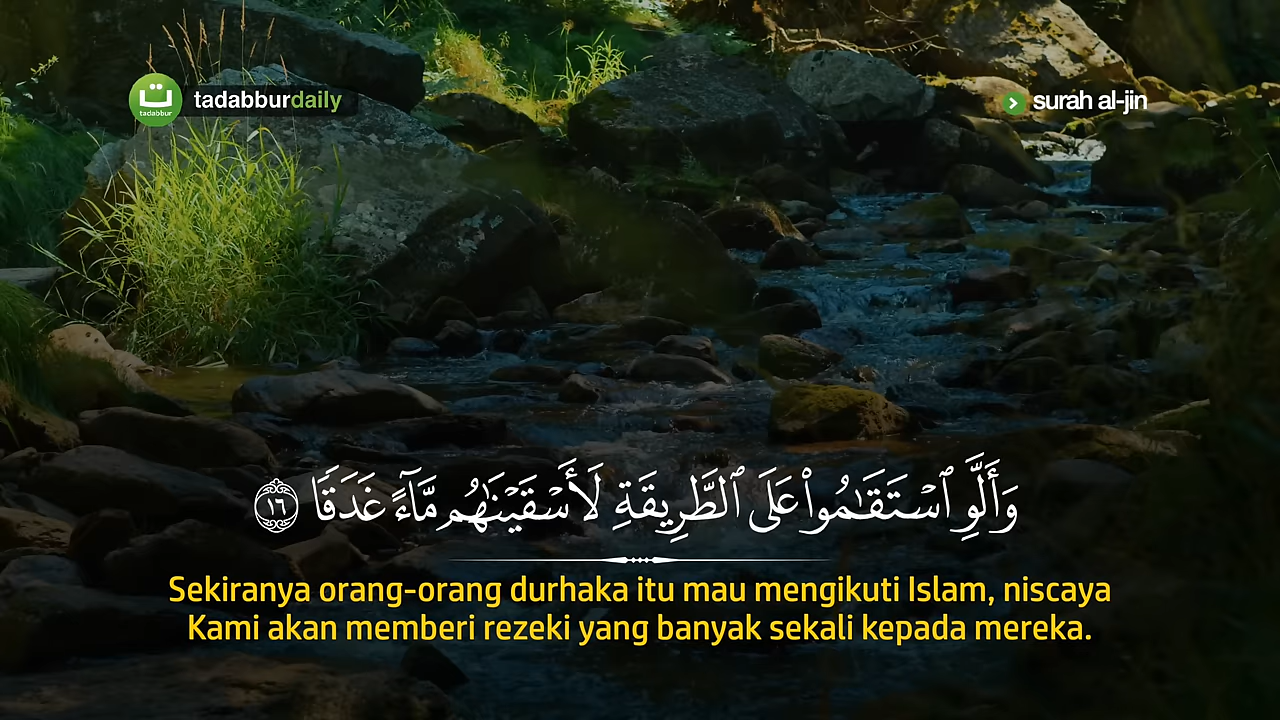 ت
tadabbur
tadabburdaily
surah al-jin
وَأَلَّوِ ٱسْتَقَـٰمُوا۟ عَلَى ٱلطَّرِيقَةِ لَأَسْقَيْنَـٰهُم مَّآءً غَدَقًا ١٦
Sekiranya orang-orang durhaka itu mau mengikuti Islam, niscaya
Kami akan memberi rezeki yang banyak sekali kepada mereka.